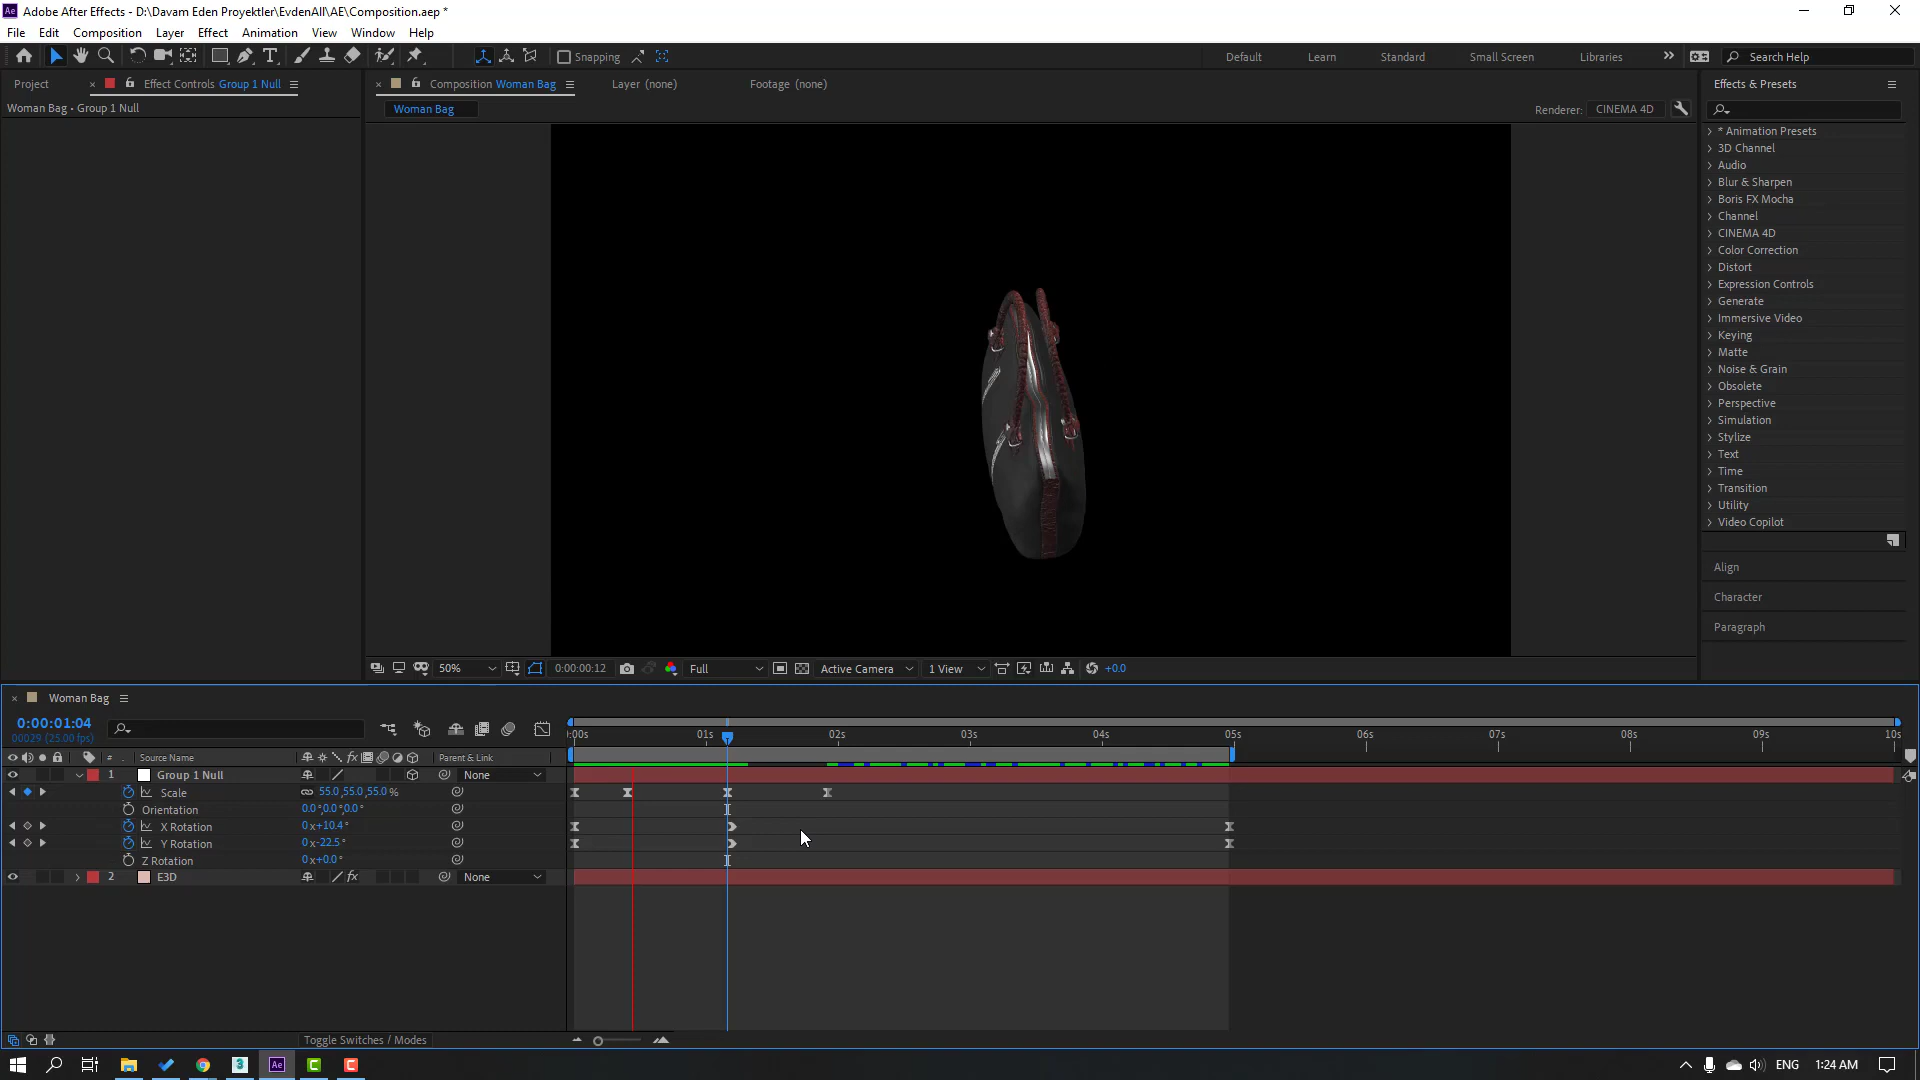 Adobe After Effects - D:\Davam Eden Proyektler\EvdenAll\AE\Composition.aep *
File Edit Composition Layer Effect Animation View Window Help
Snapping Default Learn Standard Small Screen Libraries Search Help
Project Effect Controls Group 1 Null
Woman Bag • Group 1 Null
Composition Woman Bag Layer (none) Footage (none)
Woman Bag
Renderer: CINEMA 4D
Effects & Presets
* Animation Presets
3D Channel
Audio
Blur & Sharpen
Boris FX Mocha
Channel
CINEMA 4D
Color Correction
Distort
Expression Controls
Generate
Immersive Video
Keying
Matte
Noise & Grain
Obsolete
Perspective
Simulation
Stylize
Text
Time
Transition
Utility
Video Copilot
Align
Character
Paragraph
50% 0:00:00:12 Full Active Camera 1 View +0.0
Woman Bag
0:00:01:04
00029 (25.00 fps)
:00s 01s 02s 03s 04s 05s 06s 07s 08s 09s 10s
# Source Name Parent & Link
1 Group 1 Null None
Scale 55.0,55.0,55.0 %
Orientation 0.0°,0.0°,0.0°
X Rotation 0x+10.4°
Y Rotation 0x-22.5°
Z Rotation 0x+0.0°
2 E3D fx None
Toggle Switches / Modes
ENG 1:24 AM